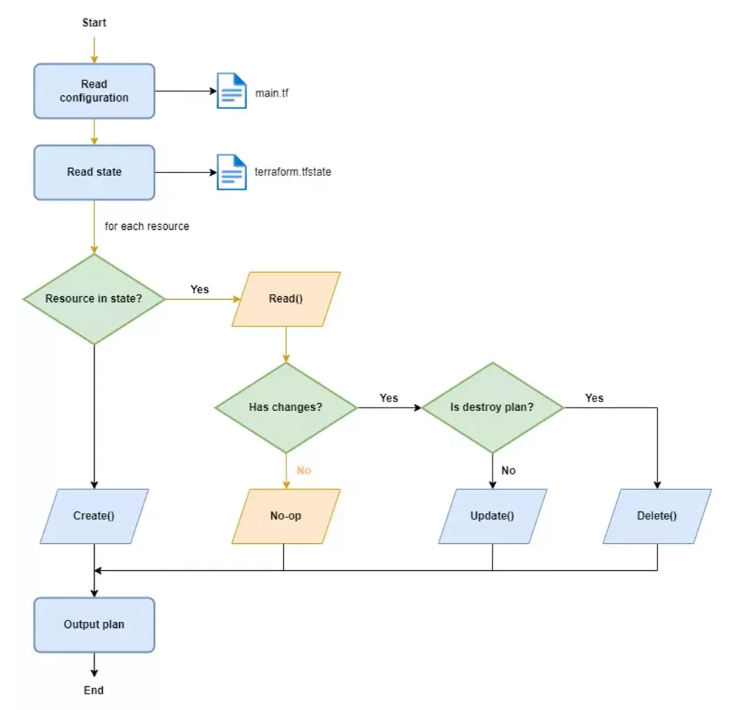 Start
Read
configuration
main.tf
Read state
terraform.tfstate
for each resource
Resource in state?
Yes
Read()
Has changes?
Yes
Is destroy plan?
Yes
No
No
Create()
No-op
Update()
Delete()
Output plan
End